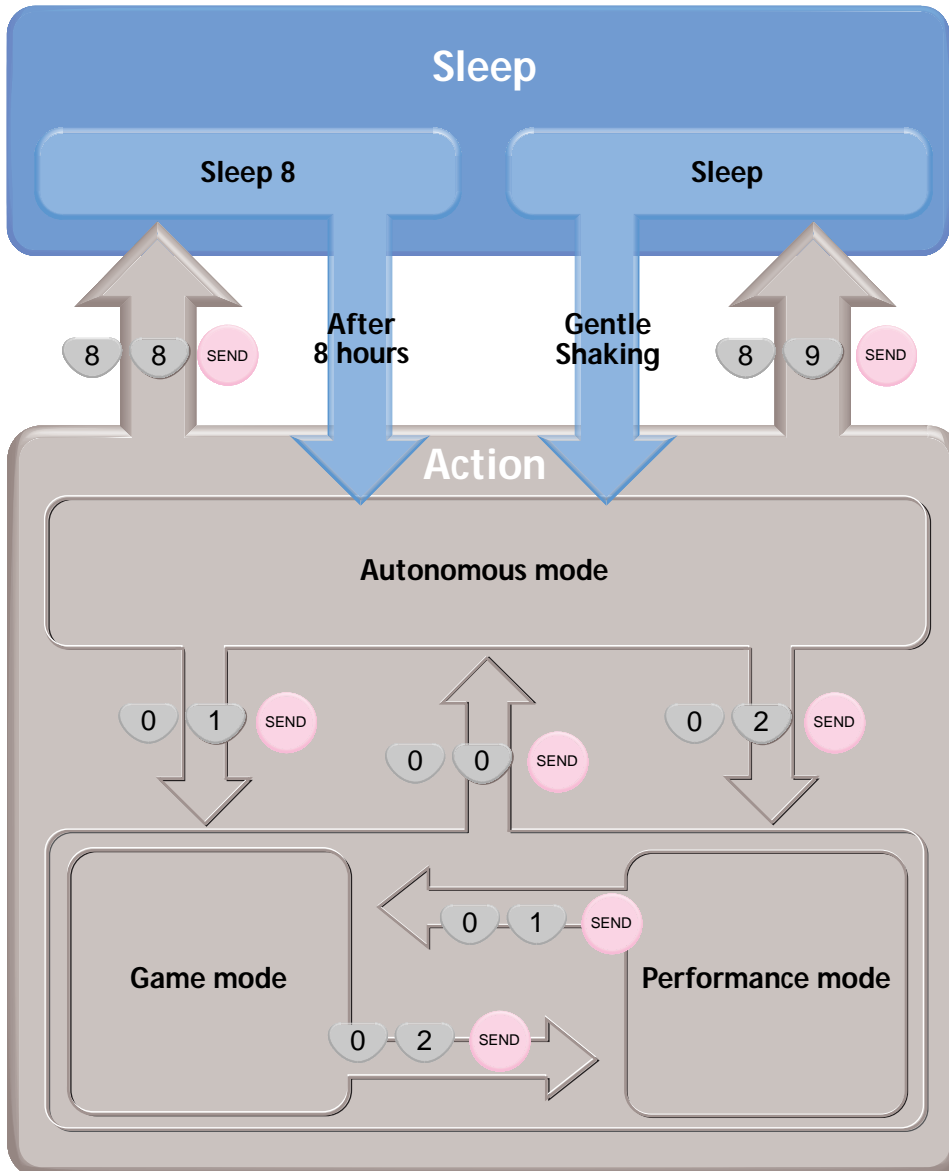 Sleep
Sleep 8
Sleep
After
8 hours
Gentle
Shaking
8 8 SEND
8 9 SEND
Action
Autonomous mode
0 1 SEND
0 2 SEND
0 0 SEND
0 1 SEND
Game mode
Performance mode
0 2 SEND